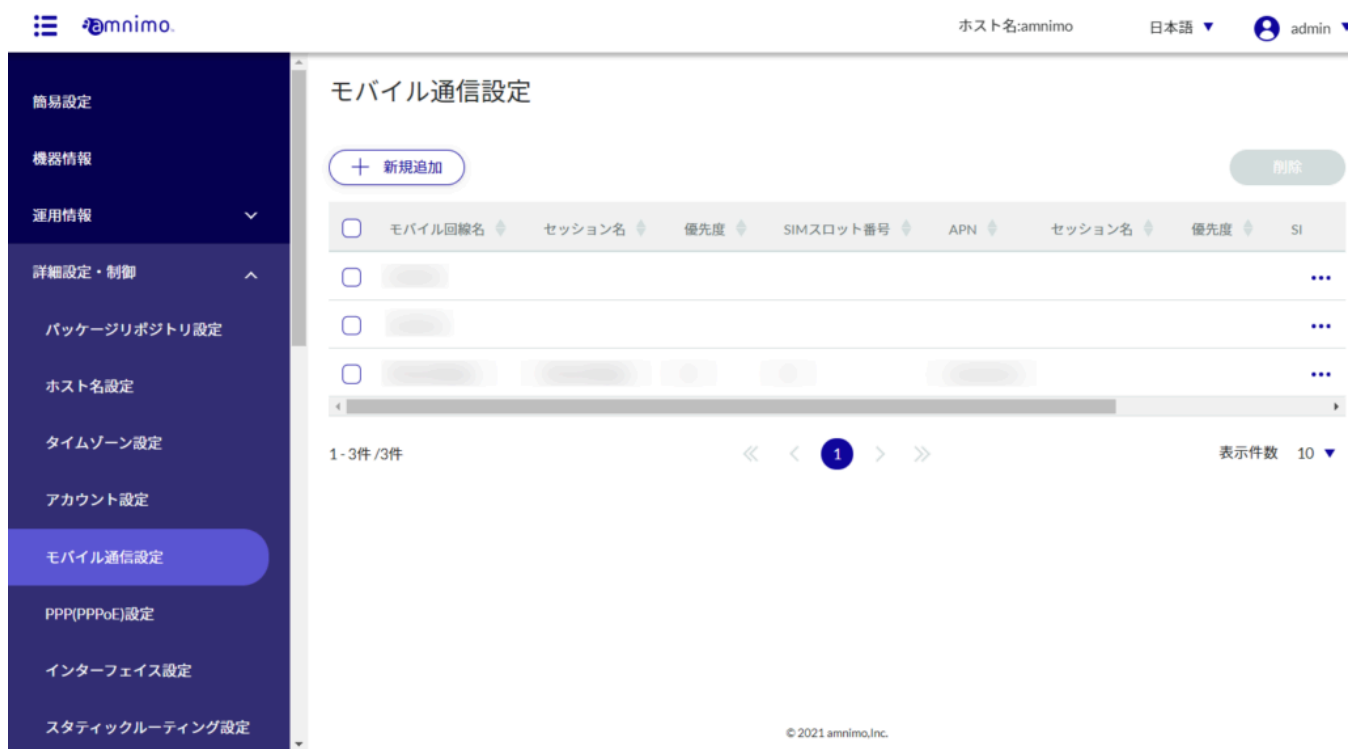 amnimo
ホスト名:amnimo
日本語 ▼
admin ▼
簡易設定
機器情報
運用情報
詳細設定・制御
パッケージリポジトリ設定
ホスト名設定
タイムゾーン設定
アカウント設定
モバイル通信設定
PPP(PPPoE)設定
インターフェイス設定
スタティックルーティング設定
モバイル通信設定
+ 新規追加
削除
モバイル回線名 セッション名 優先度 SIMスロット番号 APN セッション名 優先度 SI
...
...
...
1 - 3件 /3件
1
表示件数 10 ▼
© 2021 amnimo,Inc.